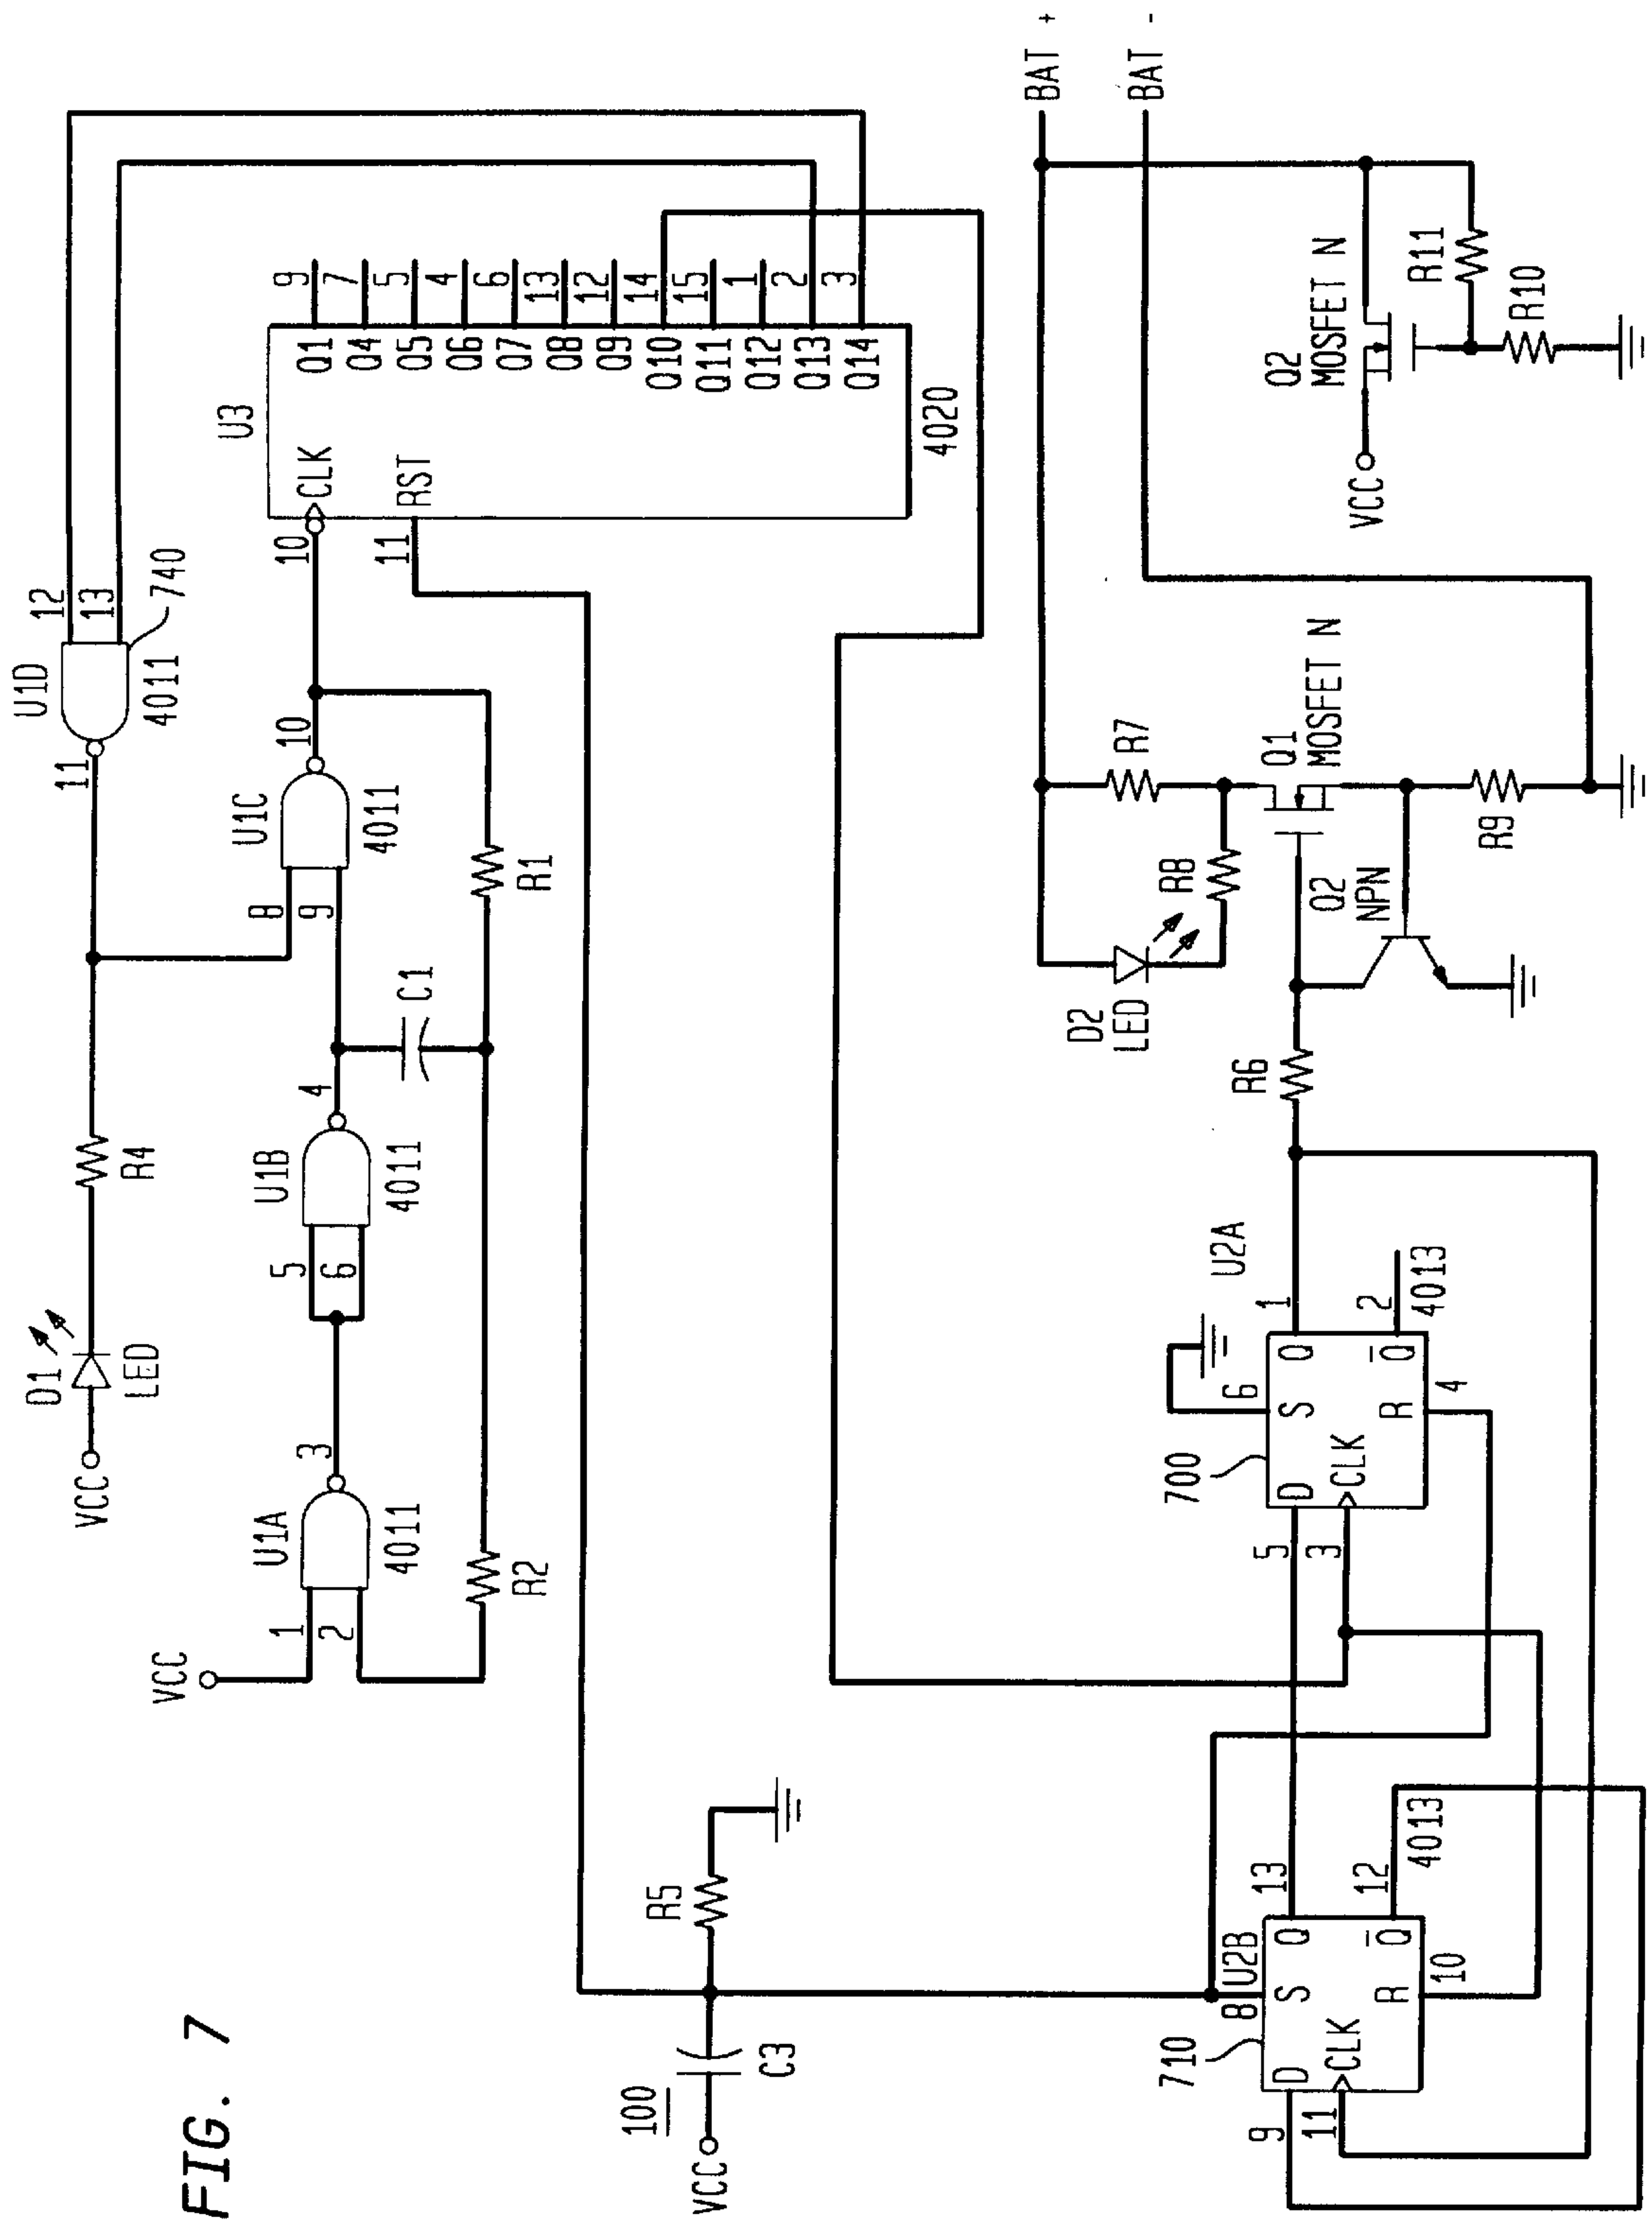 FIG. 7
VCC
D1
LED
R4
11
U1D
4011
12
13
740
VCC
1
2
U1A
4011
3
5
6
U1B
4011
4
C1
8
9
U1C
4011
10
R1
R2
10
11
U3
CLK
RST
4020
Q1
Q4
Q5
Q6
Q7
Q8
Q9
Q10
Q11
Q12
Q13
Q14
9
7
5
4
6
13
12
14
15
1
2
3
100
VCC
C3
R5
710
9
11
D
CLK
8
U2B
S
R
10
Q
Q
13
12
4013
700
5
3
D
CLK
6
S
R
4
Q
Q
1
2
U2A
4013
R6
D2
LED
R8
R7
Q2
NPN
Q1
MOSFET N
R9
VCC
Q2
MOSFET N
R11
R10
BAT +
BAT -